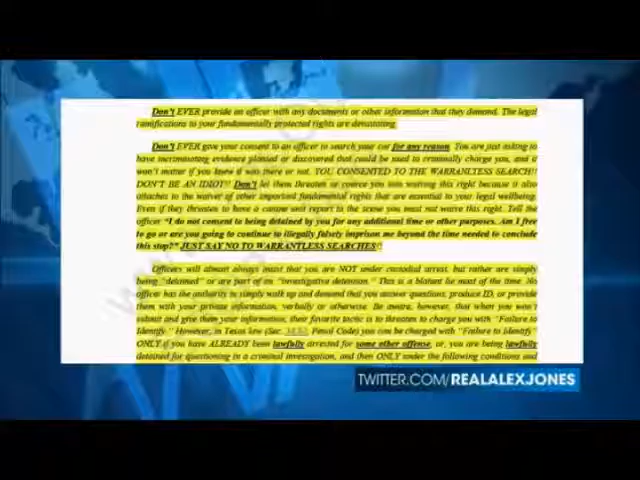 Don't EVER provide an officer with any documents or other information that they demand. The legal
ramifications to your fundamentally protected rights are devastating.
Don't EVER give your consent to an officer to search your car for any reason. You are just asking to
have incriminating evidence planted or discovered that could be used to criminally charge you, and it
won't matter if you knew it was there or not. YOU CONSENTED TO THE WARRANTLESS SEARCH!!
DON'T BE AN IDIOT!! Don't let them threaten or coerce you into waiving this right because it also
attaches to the waiver of other important fundamental rights that are essential to your legal wellbeing.
Even if they threaten to have a canine unit report to the scene you must not waive this right. Tell the
officer "I do not consent to being detained by you for any additional time or other purposes. Am I free
to go or are you going to continue to illegally falsely imprison me beyond the time needed to conclude
this stop?" JUST SAY NO TO WARRANTLESS SEARCHES!!
Officers will almost always insist that you are NOT under custodial arrest, but rather are simply
being "detained" or are part of an "investigative detention." This is a blatant lie most of the time. No
officer has the authority to simply walk up and demand that you answer questions, produce ID, or provide
them with your private information, verbally or otherwise. Be aware, however, that when you won't
submit and give them your information, their favorite tactic is to threaten to charge you with "Failure to
Identify." However, in Texas law (Sec. 38.02, Penal Code) you can be charged with "Failure to Identify"
ONLY if you have ALREADY been lawfully arrested for some other offense, or, you are being lawfully
detained for questioning in a criminal investigation, and then ONLY under the following conditions and
TWITTER.COM/REALALEXJONES